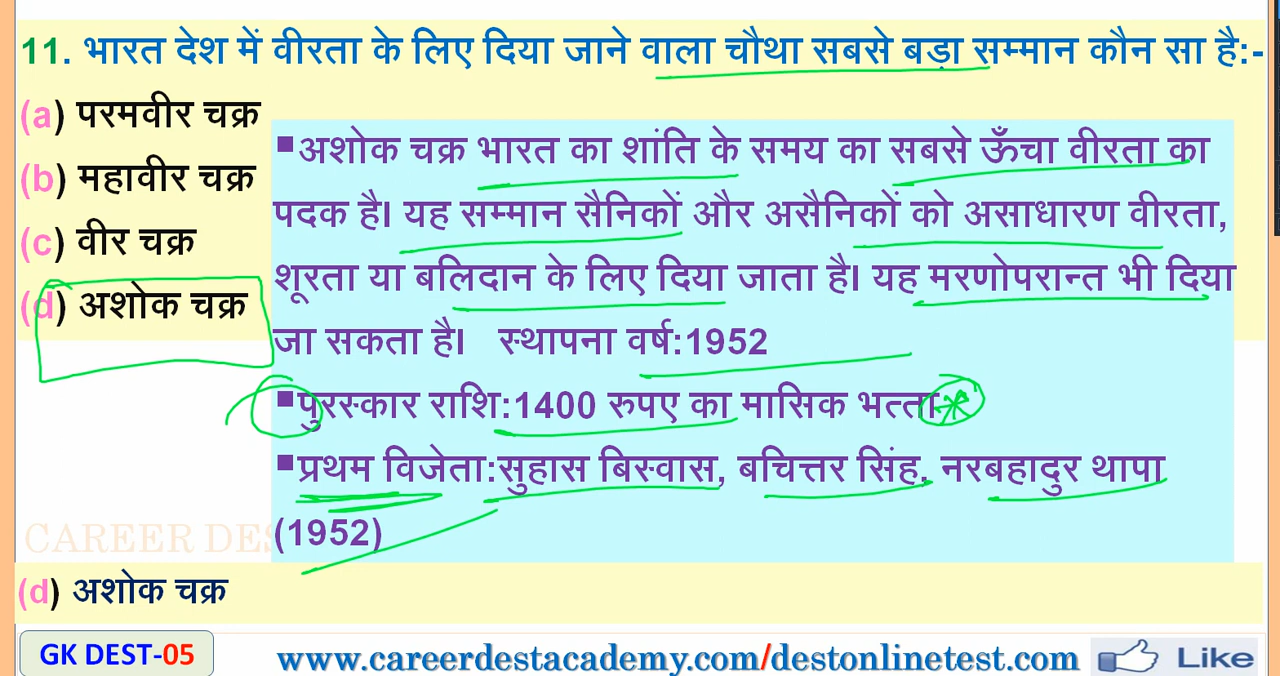 11. भारत देश में वीरता के लिए दिया जाने वाला चौथा सबसे बड़ा सम्मान कौन सा है:-
(a) परमवीर चक्र
(b) महावीर चक्र
(c) वीर चक्र
(d) अशोक चक्र
▪अशोक चक्र भारत का शांति के समय का सबसे ऊँचा वीरता का
पदक है। यह सम्मान सैनिकों और असैनिकों को असाधारण वीरता,
शूरता या बलिदान के लिए दिया जाता है। यह मरणोपरान्त भी दिया
जा सकता है। स्थापना वर्ष:1952
▪पुरस्कार राशि:1400 रुपए का मासिक भत्ता
▪प्रथम विजेता:सुहास बिस्वास, बचित्तर सिंह, नरबहादुर थापा
(1952)
CAREER DES
(d) अशोक चक्र
GK DEST-05
www.careerdestacademy.com/destonlinetest.com
Like